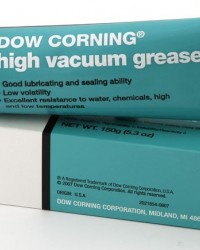 DOW CORNING®
high vacuum grease
• Good lubricating and sealing ability
• Low volatility
• Excellent resistance to water, chemicals, high
and low temperatures
NET WT. 150g (5.3 oz)
® A Registered Trademark of Dow Corning Corporation.
© 2007 Dow Corning Corporation. All Rights Reserved.
DOW CORNING CORPORATION, MIDLAND, MI 486